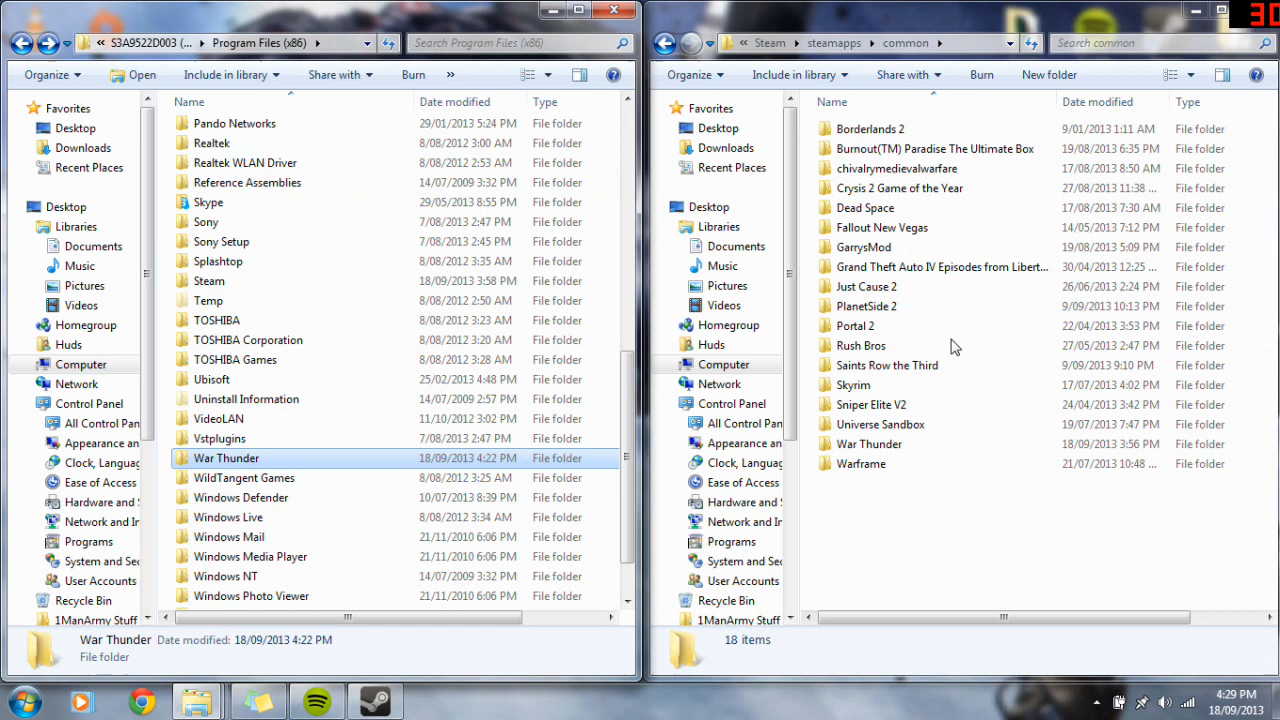 S3A9522D003 (... Program Files (x86)
Search Program Files (x86)
Organize Open Include in library Share with Burn »
Name Date modified Type
Favorites
Desktop
Downloads
Recent Places
Desktop
Libraries
Documents
Music
Pictures
Videos
Homegroup
Huds
Computer
Network
Control Panel
All Control Pan
Appearance an
Clock, Languag
Ease of Access
Hardware and S
Network and In
Programs
System and Sec
User Accounts
Recycle Bin
1ManArmy Stuff
Pando Networks 29/01/2013 5:24 PM File folder
Realtek 8/08/2012 3:00 AM File folder
Realtek WLAN Driver 8/08/2012 2:53 AM File folder
Reference Assemblies 14/07/2009 3:32 PM File folder
Skype 29/05/2013 8:55 PM File folder
Sony 7/08/2013 2:47 PM File folder
Sony Setup 7/08/2013 2:45 PM File folder
Splashtop 8/08/2012 3:35 AM File folder
Steam 18/09/2013 3:58 PM File folder
Temp 8/08/2012 2:50 AM File folder
TOSHIBA 8/08/2012 3:23 AM File folder
TOSHIBA Corporation 8/08/2012 3:20 AM File folder
TOSHIBA Games 8/08/2012 3:28 AM File folder
Ubisoft 25/02/2013 4:48 PM File folder
Uninstall Information 14/07/2009 2:57 PM File folder
VideoLAN 11/10/2012 3:02 PM File folder
Vstplugins 7/08/2013 2:47 PM File folder
War Thunder 18/09/2013 4:22 PM File folder
WildTangent Games 8/08/2012 3:25 AM File folder
Windows Defender 10/07/2013 8:39 PM File folder
Windows Live 8/08/2012 3:34 AM File folder
Windows Mail 21/11/2010 6:06 PM File folder
Windows Media Player 21/11/2010 6:06 PM File folder
Windows NT 14/07/2009 3:32 PM File folder
Windows Photo Viewer 21/11/2010 6:06 PM File folder
War Thunder Date modified: 18/09/2013 4:22 PM
File folder
Steam steamapps common
Search common
Organize Include in library Share with Burn New folder
Name Date modified Type
Favorites
Desktop
Downloads
Recent Places
Desktop
Libraries
Documents
Music
Pictures
Videos
Homegroup
Huds
Computer
Network
Control Panel
All Control Pan
Appearance an
Clock, Languag
Ease of Access
Hardware and S
Network and In
Programs
System and Sec
User Accounts
Recycle Bin
1ManArmy Stuff
Borderlands 2 9/01/2013 1:11 AM File folder
Burnout(TM) Paradise The Ultimate Box 19/08/2013 6:35 PM File folder
chivalrymedievalwarfare 17/08/2013 8:50 AM File folder
Crysis 2 Game of the Year 27/08/2013 11:38 ... File folder
Dead Space 17/08/2013 7:30 AM File folder
Fallout New Vegas 14/05/2013 7:12 PM File folder
GarrysMod 19/08/2013 5:09 PM File folder
Grand Theft Auto IV Episodes from Libert... 30/04/2013 12:25 ... File folder
Just Cause 2 26/06/2013 2:24 PM File folder
PlanetSide 2 9/09/2013 10:13 PM File folder
Portal 2 22/04/2013 3:53 PM File folder
Rush Bros 27/05/2013 2:47 PM File folder
Saints Row the Third 9/09/2013 9:10 PM File folder
Skyrim 17/07/2013 4:02 PM File folder
Sniper Elite V2 24/04/2013 3:42 PM File folder
Universe Sandbox 19/07/2013 7:47 PM File folder
War Thunder 18/09/2013 3:56 PM File folder
Warframe 21/07/2013 10:48 ... File folder
18 items
4:29 PM
18/09/2013